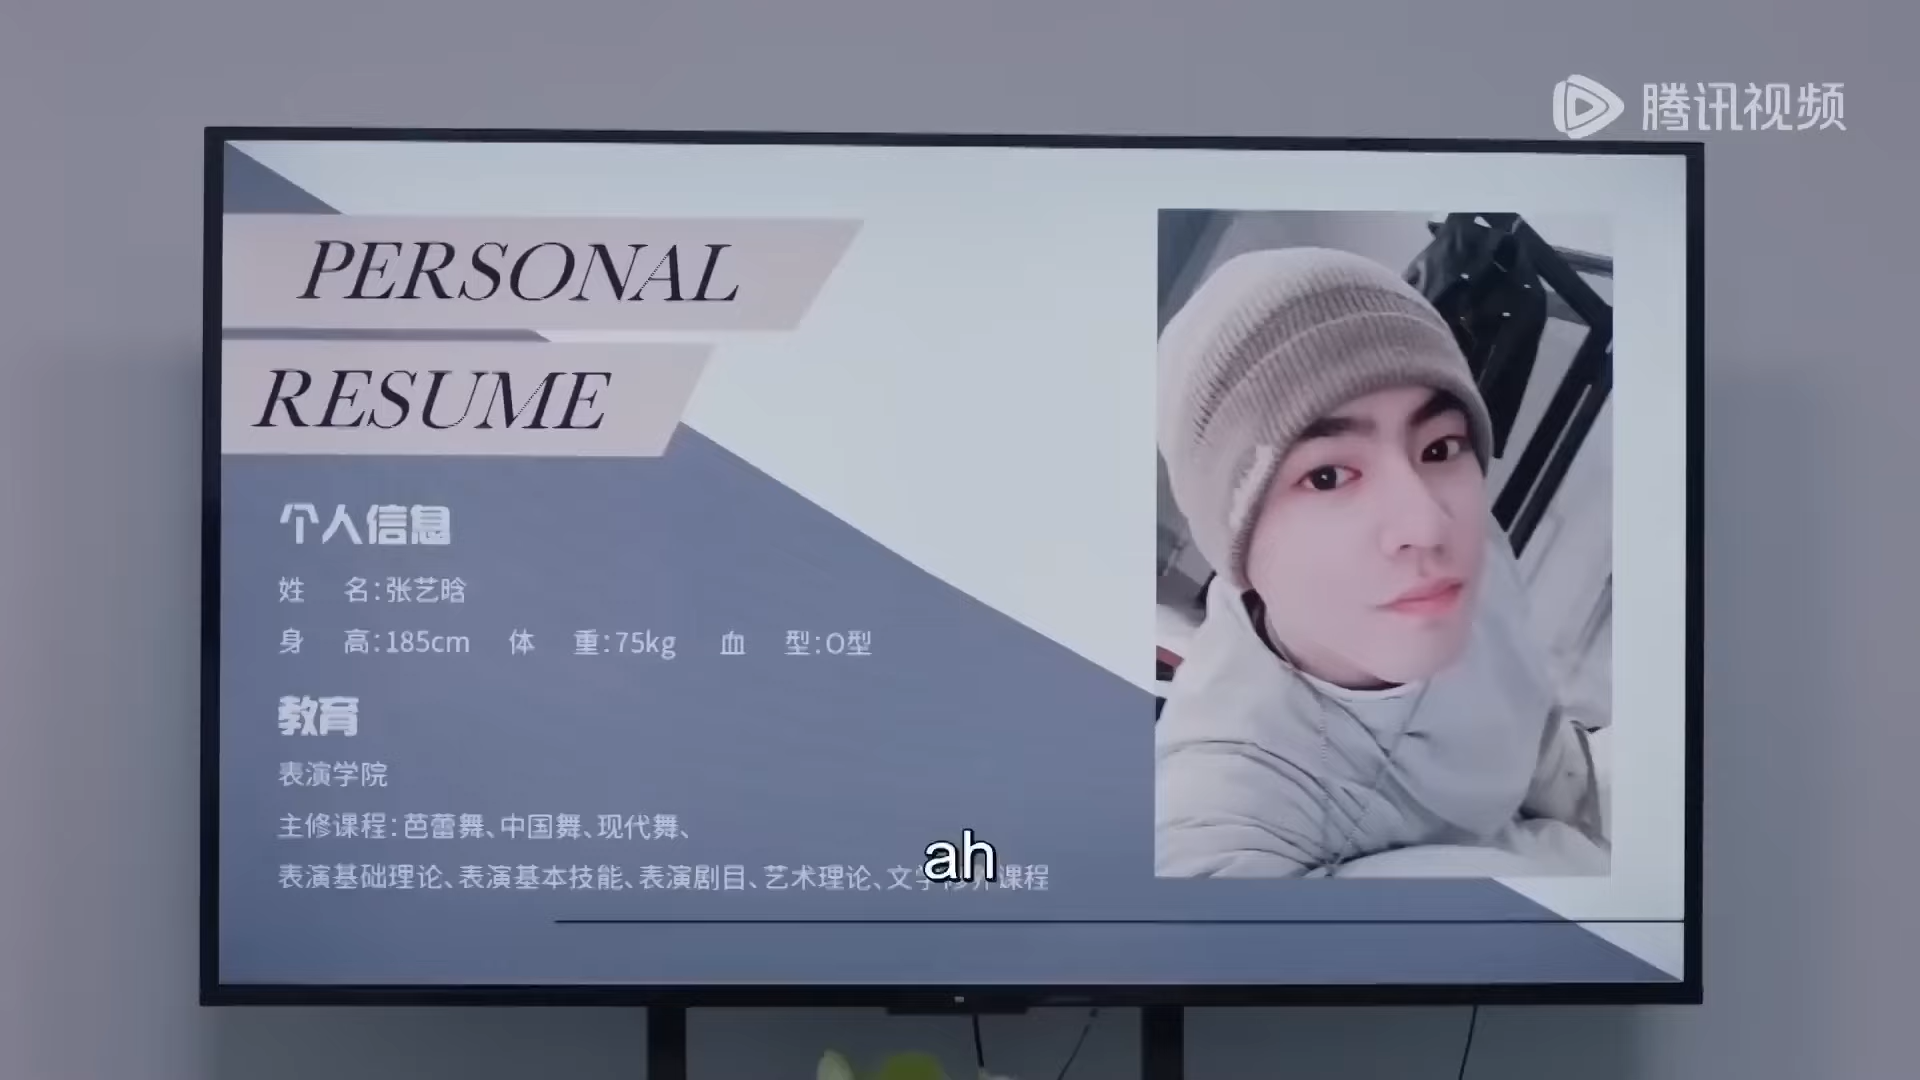 腾讯视频
PERSONAL
RESUME
个人信息
姓 名:张艺晗
身 高:185cm 体 重:75kg 血 型:O型
教育
表演学院
主修课程:芭蕾舞、中国舞、现代舞、
表演基础理论、表演基本技能、表演剧目、艺术理论、文学修养课程
ah